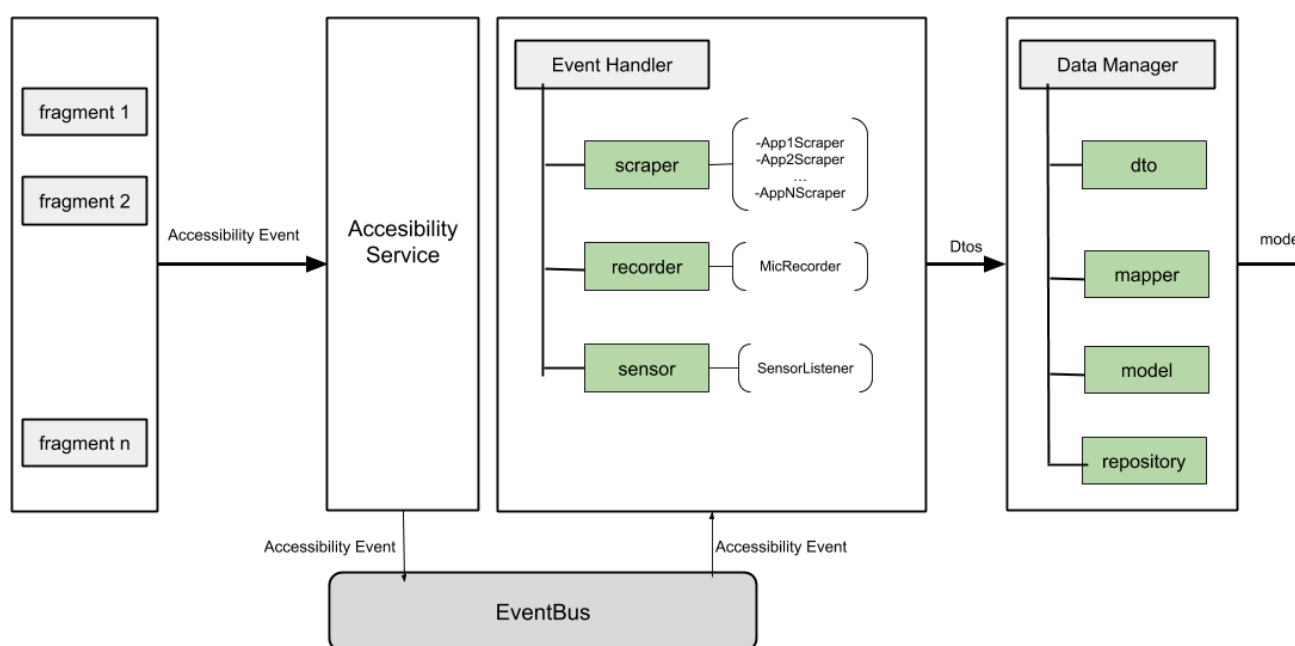 fragment 1
fragment 2
fragment n
Accessibility Event
Accesibility
Service
Event Handler
scraper
-App1Scraper
-App2Scraper
...
-AppNScraper
recorder
MicRecorder
sensor
SensorListener
Dtos
Data Manager
dto
mapper
model
repository
mode
Accessibility Event
Accessibility Event
EventBus